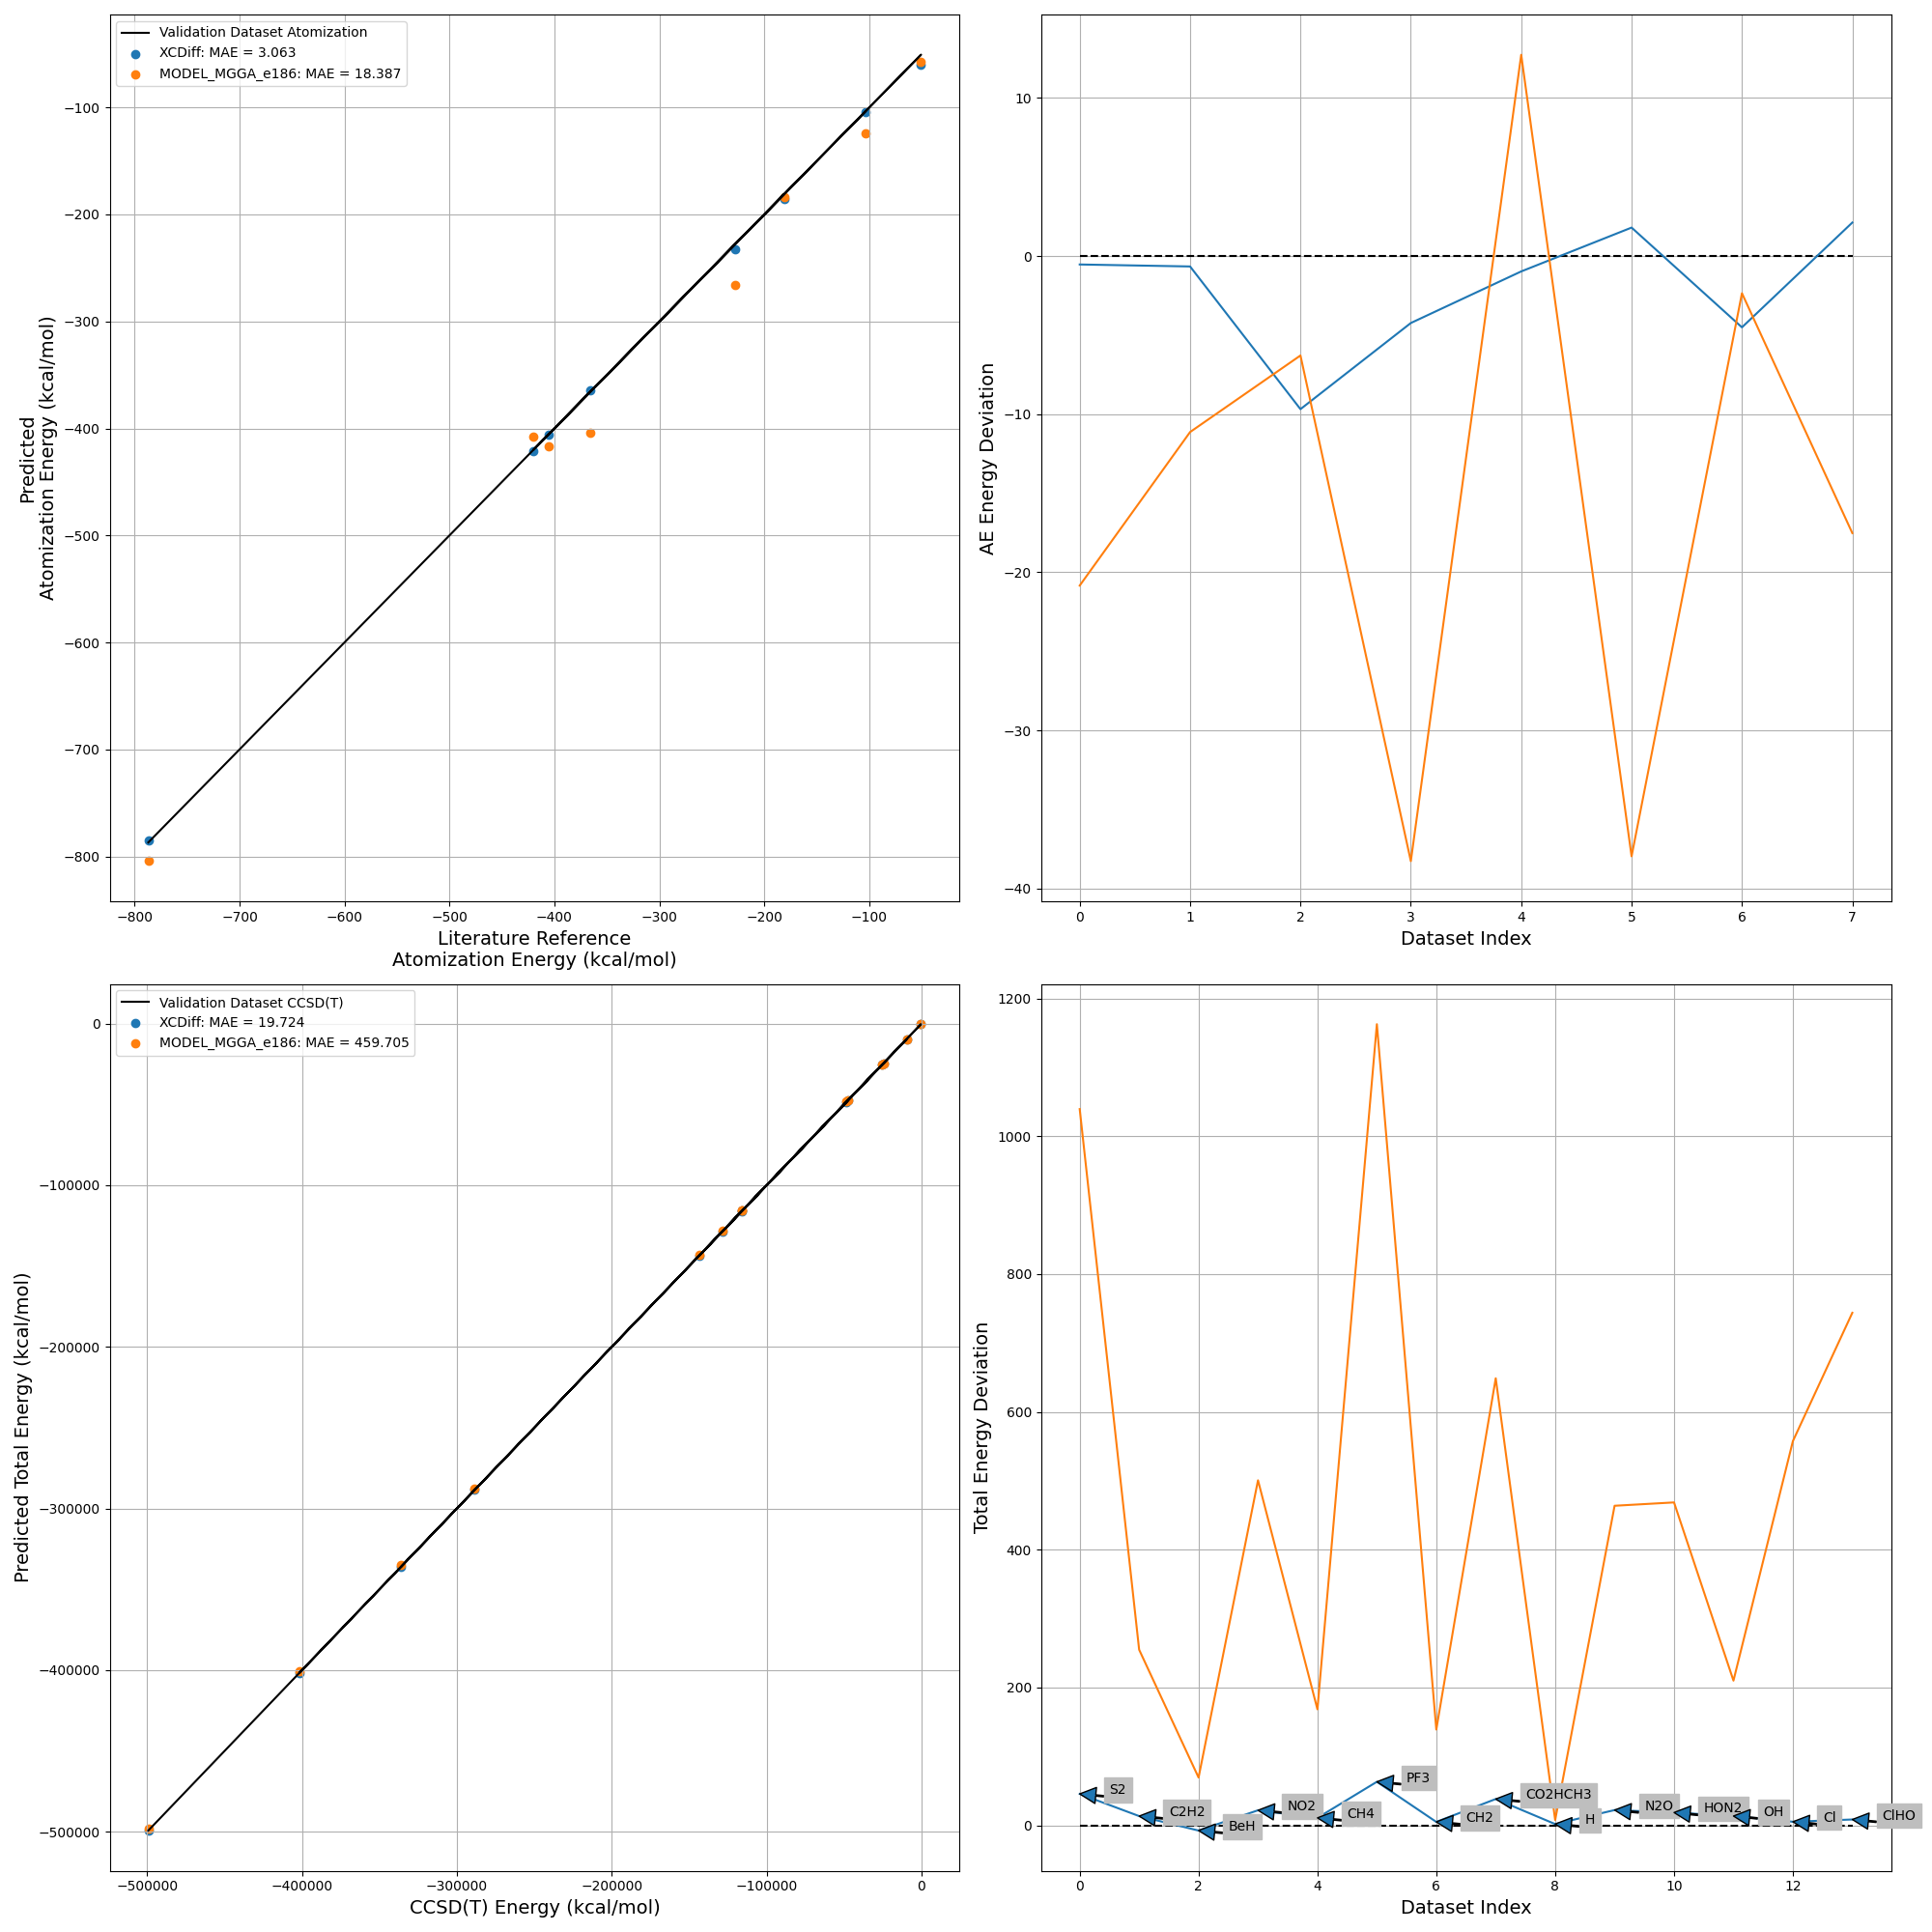 Validation Dataset Atomization
XCDiff: MAE = 3.063
MODEL_MGGA_e186: MAE = 18.387
−100
−200
−300
−400
−500
−600
−700
−800
Predicted
Atomization Energy (kcal/mol)
−800 −700 −600 −500 −400 −300 −200 −100
Literature Reference
Atomization Energy (kcal/mol)
10
0
−10
−20
−30
−40
AE Energy Deviation
0 1 2 3 4 5 6 7
Dataset Index
Validation Dataset CCSD(T)
XCDiff: MAE = 19.724
MODEL_MGGA_e186: MAE = 459.705
0
−100000
−200000
−300000
−400000
−500000
Predicted Total Energy (kcal/mol)
−500000 −400000 −300000 −200000 −100000 0
CCSD(T) Energy (kcal/mol)
1200
1000
800
600
400
200
0
Total Energy Deviation
S2
C2H2
BeH
NO2
CH4
PF3
CH2
CO2HCH3
H
N2O
HON2
OH
Cl
ClHO
0 2 4 6 8 10 12
Dataset Index